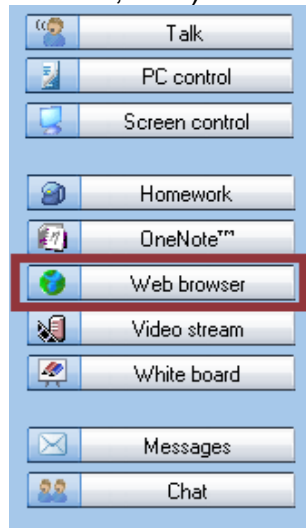 Talk
PC control
Screen control
Homework
OneNote™
Web browser
Video stream
White board
Messages
Chat